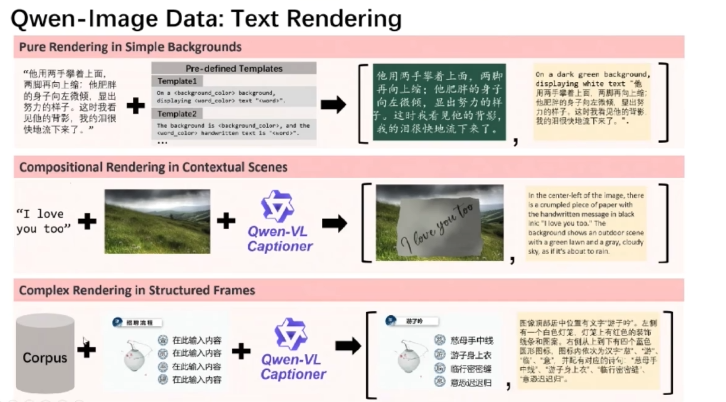 Qwen-Image Data: Text Rendering
Pure Rendering in Simple Backgrounds
“他用两手攀着上面，
两脚再向上缩；他肥胖
的身子向左微倾，显出
努力的样子。这时我看
见他的背影，我的泪很
快地流下来了。”
Pre-defined Templates
Template1
On a <background_color> background,
displaying <word_color> text "<word>".
Template2
The background is <background_color>, and the
<word_color> handwritten text is "<word>".
...
他用两手攀着上面，两脚
再向上缩；他肥胖的身子
向左微倾，显出努力的样
子。这时我看见他的背影，
我的泪很快地流下来了。
On a dark green background,
displaying white text "他
用两手攀着上面，两脚再向上缩；
他肥胖的身子向左微倾，显出努
力的样子。这时我看见他的背影，
我的泪很快地流下来了。".
Compositional Rendering in Contextual Scenes
“I love
you too”
Qwen-VL
Captioner
I love you too
In the center-left of the image, there
is a crumpled piece of paper with
the handwritten message in black
ink "I love you too." The
background shows an outdoor scene
with a green lawn and a gray, cloudy
sky, as if it's about to rain.
Complex Rendering in Structured Frames
Corpus
招聘流程
在此输入内容
在此输入内容
在此输入内容
在此输入内容
Qwen-VL
Captioner
游子吟
慈母手中线
游子身上衣
临行密密缝
意恐迟迟归
图像顶部居中位置有文字“游子吟”。左侧
有一个白色灯笼，灯笼上有红色的装饰
线条和图案。右侧从上到下有四个蓝色
圆形图标，图标内依次为汉字“慈”、“游”、
“临”、“意”，并配有对应的诗句：“慈母手
中线”、“游子身上衣”、“临行密密缝”、
“意恐迟迟归”。